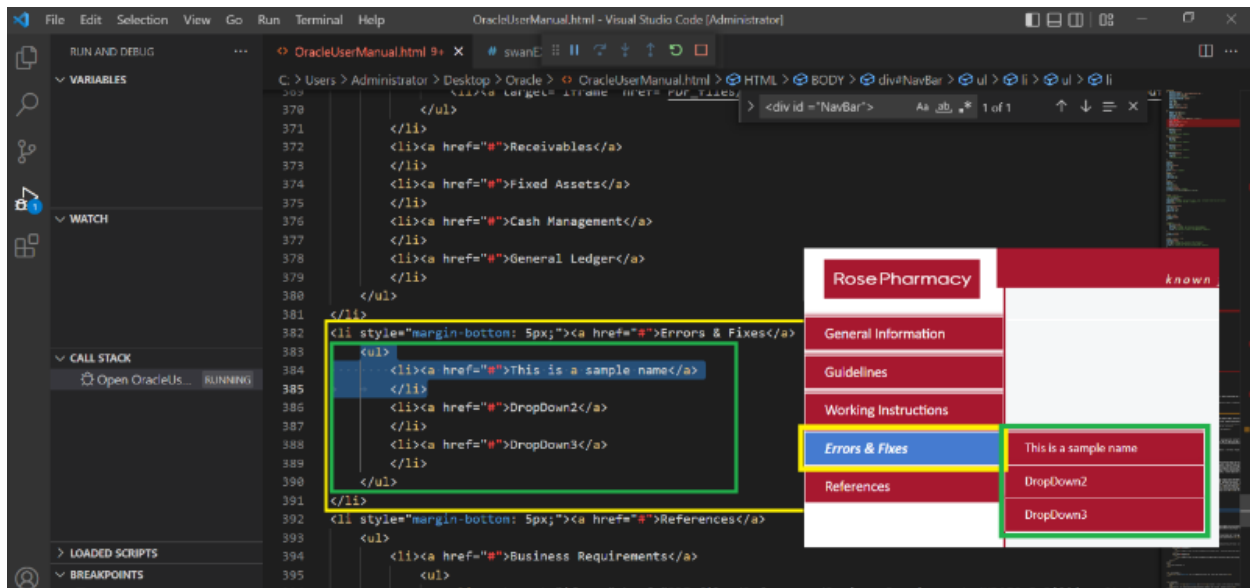 File Edit Selection View Go Run Terminal Help OracleUserManual.html - Visual Studio Code [Administrator]
RUN AND DEBUG ···
OracleUserManual.html 9+ ×
VARIABLES
C: > Users > Administrator > Desktop > Oracle > <> OracleUserManual.html > HTML > BODY > div#NavBar > ul > li > ul > li
<div id ="NavBar"> Aa ab .* 1 of 1
370 </ul>
371 </li>
372 <li><a href="#">Receivables</a>
373 </li>
374 <li><a href="#">Fixed Assets</a>
375 </li>
376 <li><a href="#">Cash Management</a>
377 </li>
378 <li><a href="#">General Ledger</a>
379 </li>
380 </ul>
381 </li>
382 <li style="margin-bottom: 5px;"><a href="#">Errors & Fixes</a>
383 <ul>
384 <li><a href="#">This is a sample name</a>
385 </li>
386 <li><a href="#">DropDown2</a>
387 </li>
388 <li><a href="#">DropDown3</a>
389 </li>
390 </ul>
391 </li>
392 <li style="margin-bottom: 5px;"><a href="#">References</a>
393 <ul>
394 <li><a href="#">Business Requirements</a>
395 <ul>
1
WATCH
CALL STACK
Open OracleUs... RUNNING
LOADED SCRIPTS
BREAKPOINTS
Rose Pharmacy
known
General Information
Guidelines
Working Instructions
Errors & Fixes
References
This is a sample name
DropDown2
DropDown3